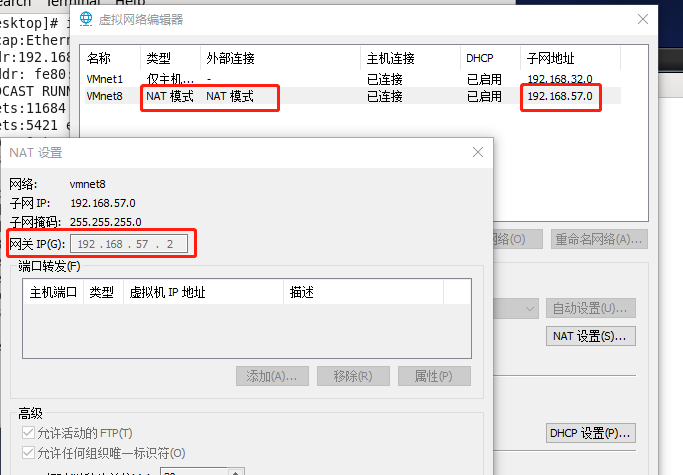 earch Terminal Help
esktop]# i
虚拟网络编辑器
cap:Ethern
dr:192.168
addr: fe80:
DCAST RUNN
ets:11684
ets:5421 e
名称 类型 外部连接 主机连接 DHCP 子网地址
VMnet1 仅主机... - 已连接 已启用 192.168.32.0
VMnet8 NAT 模式 NAT 模式 已连接 已启用 192.168.57.0
NAT 设置
网络: vmnet8
子网 IP: 192.168.57.0
子网掩码: 255.255.255.0
网关 IP(G): 192 . 168 . 57 . 2
网络(O) 重命名网络(A)...
端口转发(F)
主机端口 类型 虚拟机 IP 地址 描述
自动设置(U)...
NAT 设置(S)...
添加(A)... 移除(R) 属性(P)
高级
允许活动的 FTP(T)
DHCP 设置(P)...
允许任何组织唯一标识符(O)